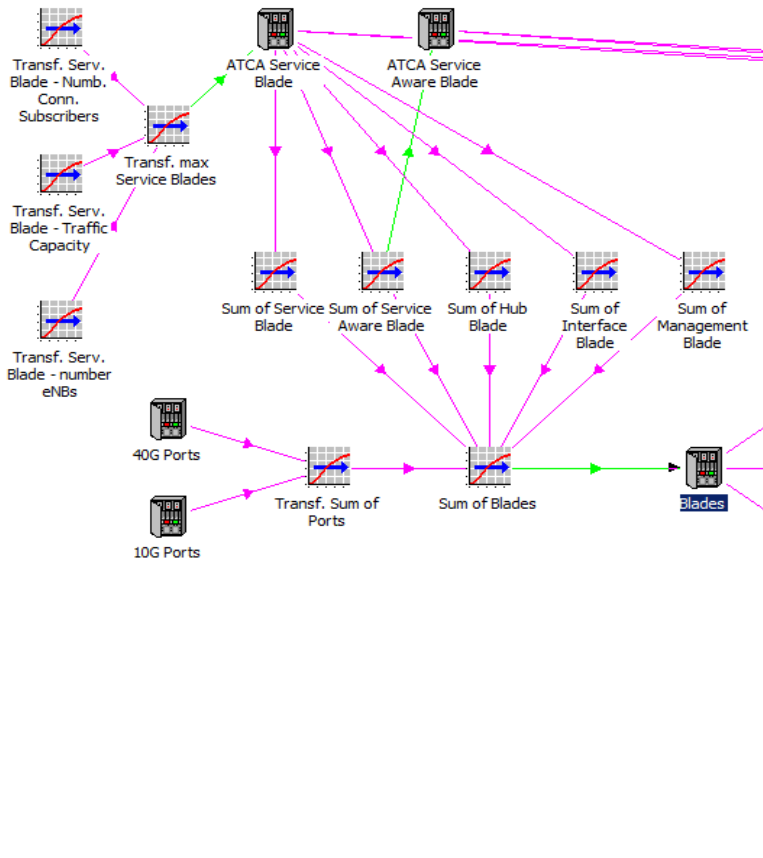 Transf. Serv.
Blade - Numb.
Conn.
Subscribers
ATCA Service
Blade
ATCA Service
Aware Blade
Transf. max
Service Blades
Transf. Serv.
Blade - Traffic
Capacity
Sum of Service
Blade
Sum of Service
Aware Blade
Sum of Hub
Blade
Sum of
Interface
Blade
Sum of
Management
Blade
Transf. Serv.
Blade - number
eNBs
40G Ports
Transf. Sum of
Ports
Sum of Blades
Blades
10G Ports